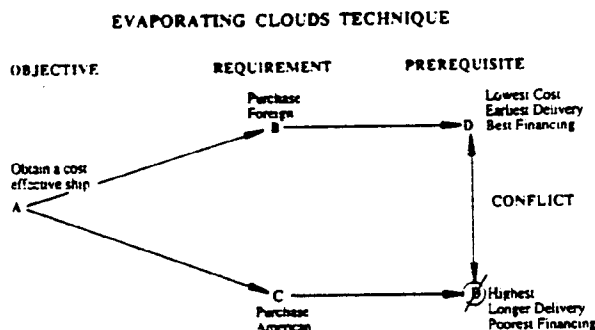 EVAPORATING CLOUDS TECHNIQUE
OBJECTIVE REQUIREMENT PREREQUISITE
Purchase
Foreign
B
Lowest Cost
Earliest Delivery
Best Financing
D
Obtain a cost
effective ship
A
CONFLICT
C
Purchase
American
Highest
Longer Delivery
Poorest Financing